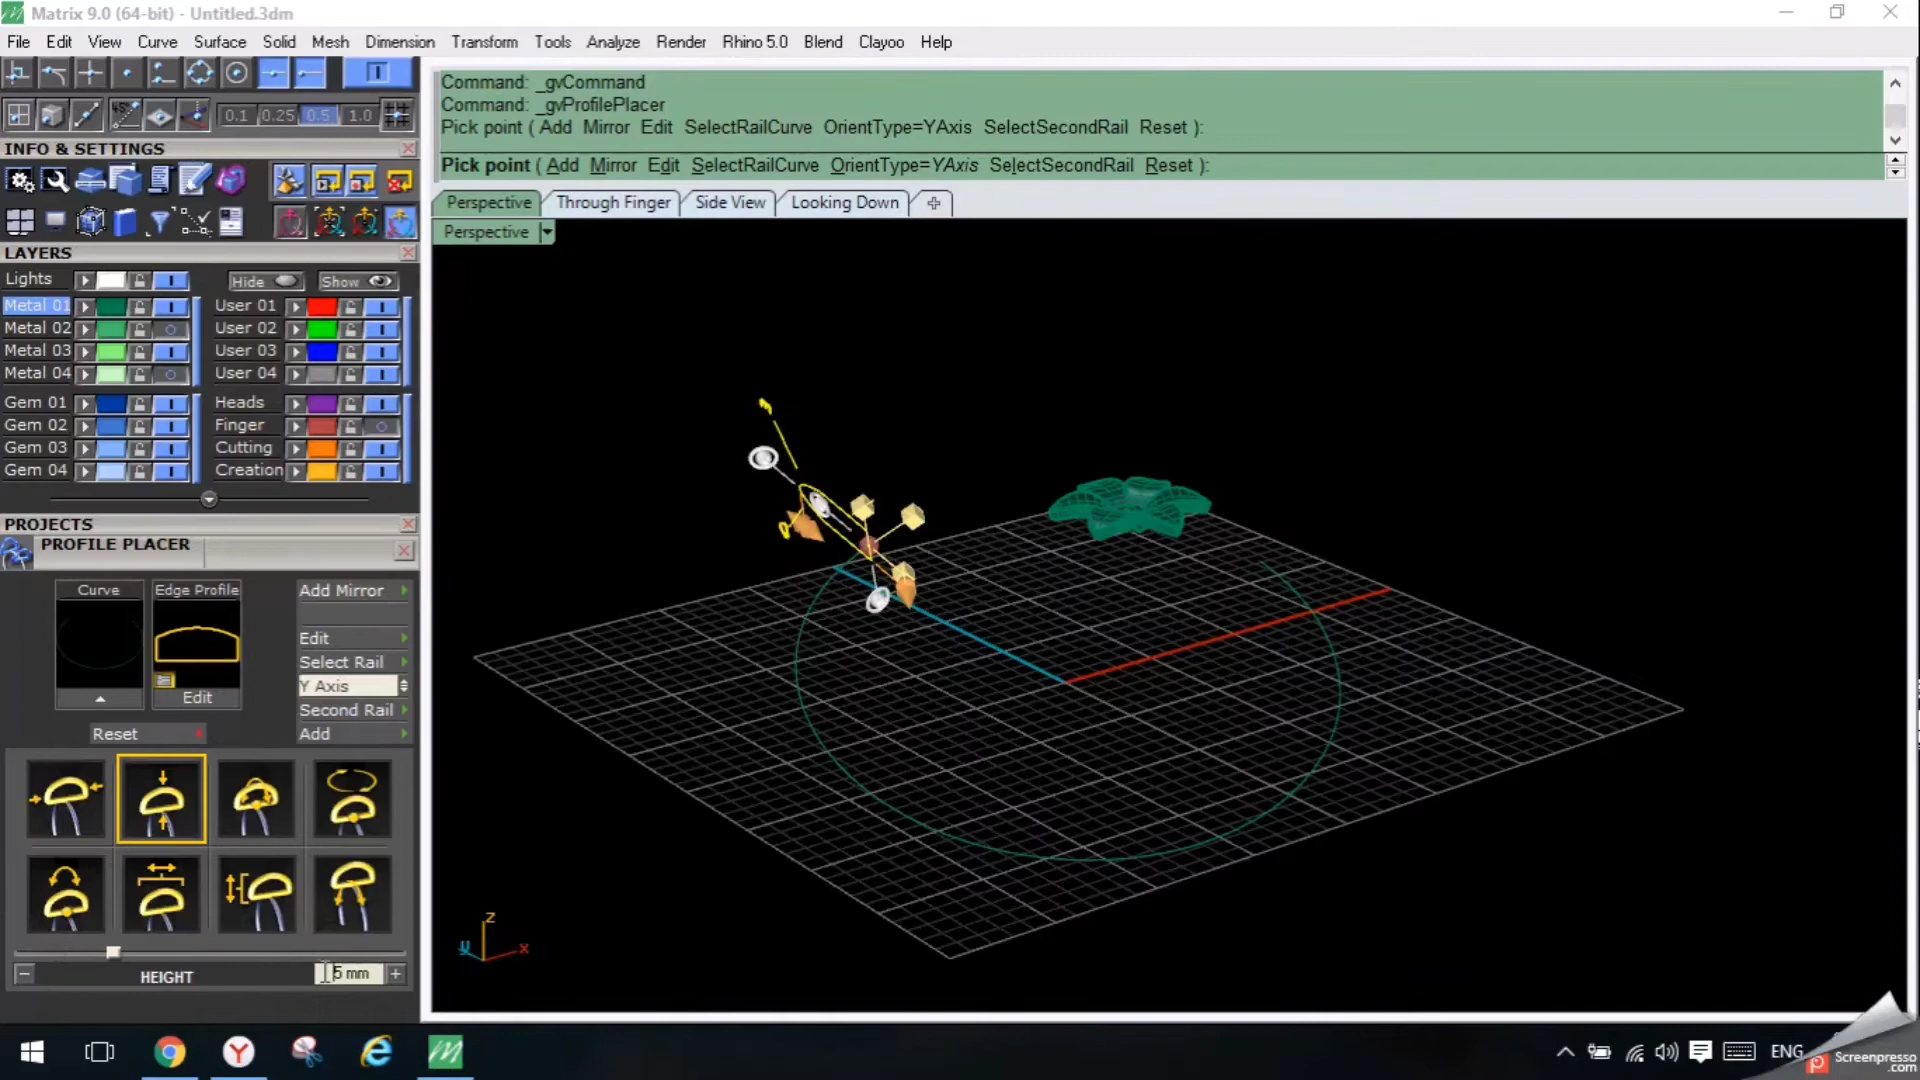 Matrix 9.0 (64-bit) - Untitled.3dm
File Edit View Curve Surface Solid Mesh Dimension Transform Tools Analyze Render Rhino 5.0 Blend Clayoo Help
Command: _gvCommand
Command: _gvProfilePlacer
Pick point ( Add Mirror Edit SelectRailCurve OrientType=YAxis SelectSecondRail Reset ):
Pick point ( Add Mirror Edit SelectRailCurve OrientType=YAxis SelectSecondRail Reset ):
0.1 0.25 0.5 1.0
INFO & SETTINGS
Perspective Through Finger Side View Looking Down
Perspective
LAYERS
Lights Hide Show
Metal 01 User 01
Metal 02 User 02
Metal 03 User 03
Metal 04 User 04
Gem 01 Heads
Gem 02 Finger
Gem 03 Cutting
Gem 04 Creation
PROJECTS
PROFILE PLACER
Curve Edge Profile Add Mirror
Edit
Select Rail
Y Axis
Edit
Second Rail
Reset Add
HEIGHT 5 mm
z
y x
ENG
Screenpresso
.com